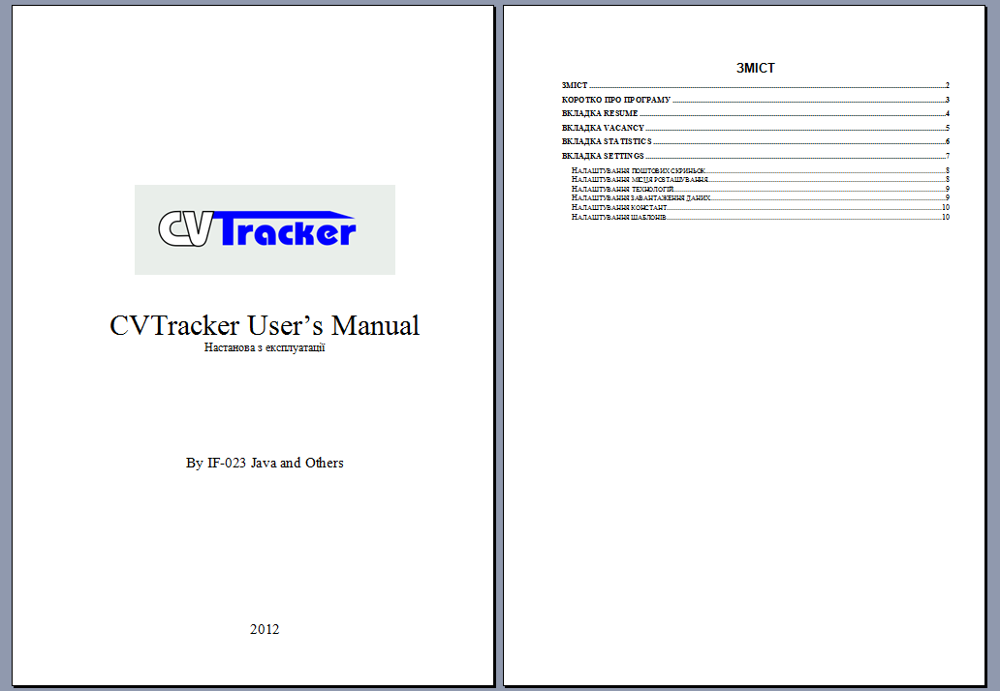 CVTracker
CVTracker User’s Manual
Настанова з експлуатації
By IF-023 Java and Others
2012
ЗМІСТ
ЗМІСТ 2
КОРОТКО ПРО ПРОГРАМУ 3
ВКЛАДКА RESUME 4
ВКЛАДКА VACANCY 5
ВКЛАДКА STATISTICS 6
ВКЛАДКА SETTINGS 7
НАЛАШТУВАННЯ ПОШТОВИХ СКРИНЬОК 8
НАЛАШТУВАННЯ МІСЦЯ РОЗТАШУВАННЯ 8
НАЛАШТУВАННЯ ТЕХНОЛОГІЙ 9
НАЛАШТУВАННЯ ЗАВАНТАЖЕННЯ ДАНИХ 9
НАЛАШТУВАННЯ КОНСТАНТ 10
НАЛАШТУВАННЯ ШАБЛОНІВ 10